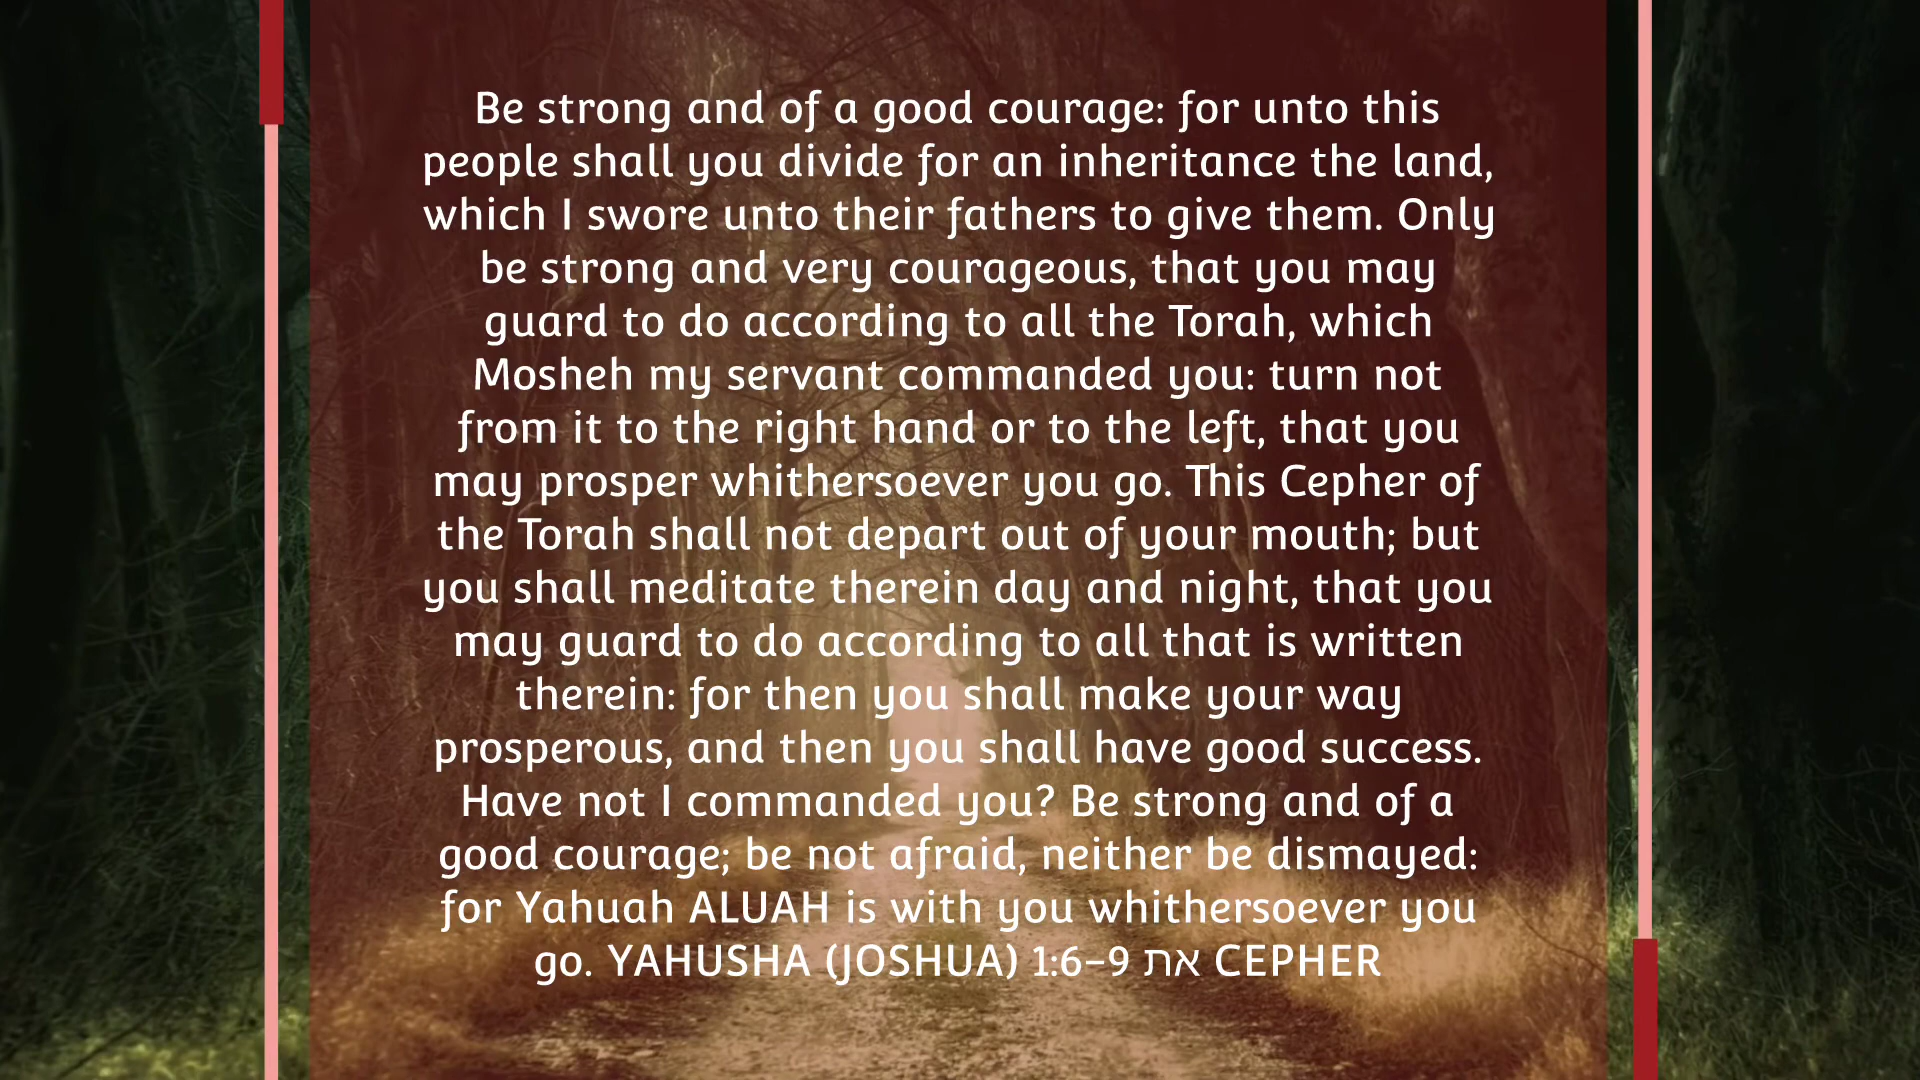 Be strong and of a good courage: for unto this
people shall you divide for an inheritance the land,
which I swore unto their fathers to give them. Only
be strong and very courageous, that you may
guard to do according to all the Torah, which
Mosheh my servant commanded you: turn not
from it to the right hand or to the left, that you
may prosper whithersoever you go. This Cepher of
the Torah shall not depart out of your mouth; but
you shall meditate therein day and night, that you
may guard to do according to all that is written
therein: for then you shall make your way
prosperous, and then you shall have good success.
Have not I commanded you? Be strong and of a
good courage; be not afraid, neither be dismayed:
for Yahuah ALUAH is with you whithersoever you
go. YAHUSHA (JOSHUA) 1:6–9 את CEPHER